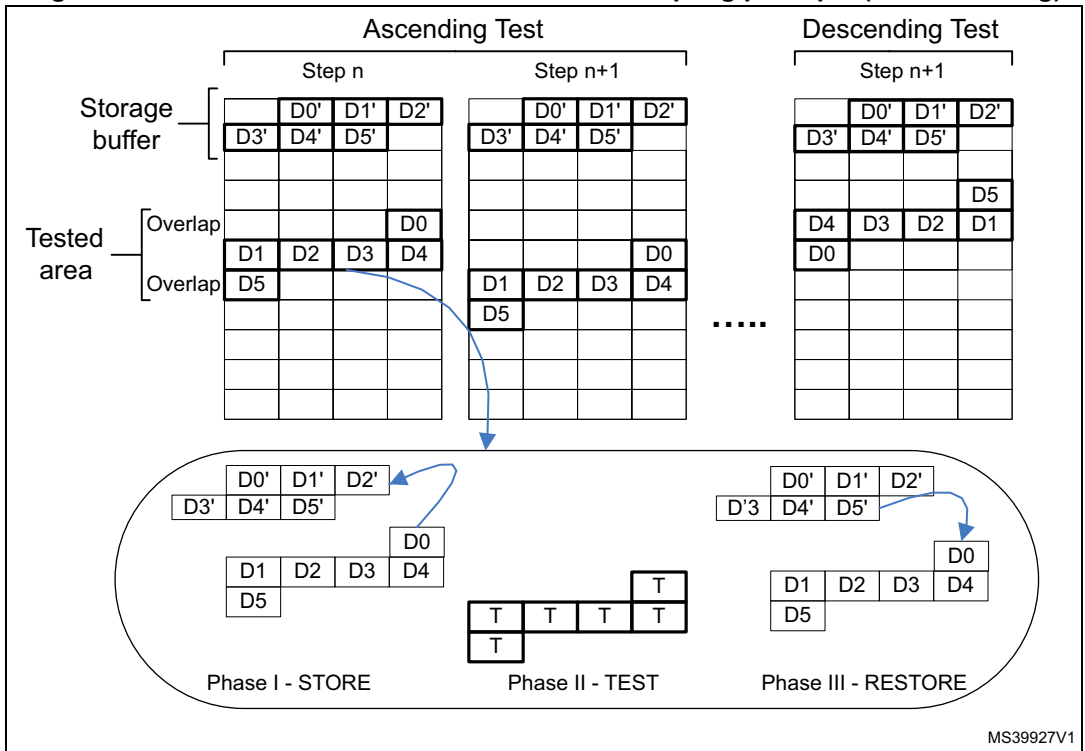 Ascending Test Descending Test
Step n Step n+1 Step n+1
Storage buffer
D0' D1' D2' D0' D1' D2' D0' D1' D2'
D3' D4' D5' D3' D4' D5' D3' D4' D5'
D5
Tested area
Overlap D0 D4 D3 D2 D1
D1 D2 D3 D4 D0 D0
Overlap D5 D1 D2 D3 D4
D5
.....
D0' D1' D2' D0' D1' D2'
D3' D4' D5' D'3 D4' D5'
D0 D0
D1 D2 D3 D4 T D1 D2 D3 D4
D5 T T T T D5
T
Phase I - STORE Phase II - TEST Phase III - RESTORE
MS39927V1